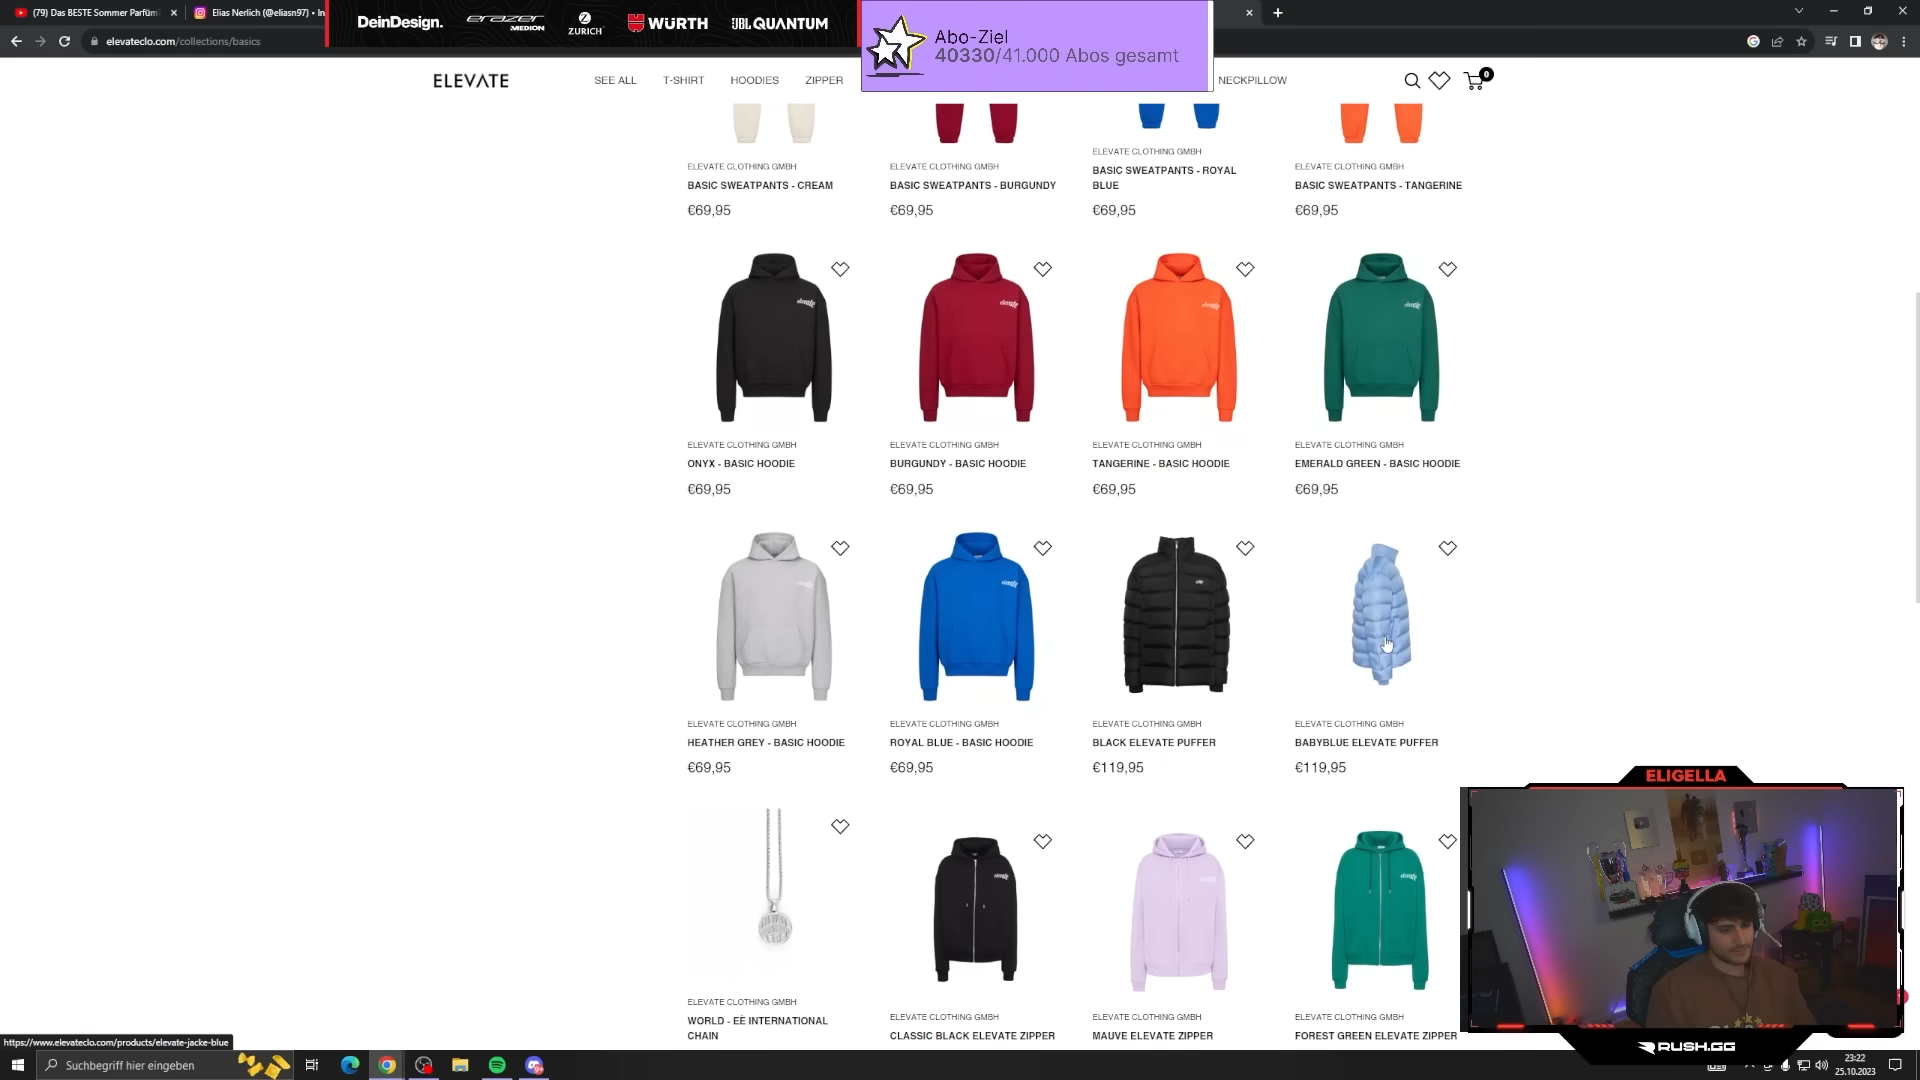 (79) Das BESTE Sommer Parfüm
Elias Nerlich (@eliasn97) • In
elevateclo.com/collections/basics
DeinDesign.
erazer
MEDION
ZURICH
WÜRTH
JBL QUANTUM
Abo-Ziel
40330/41.000 Abos gesamt
ELEVATE
SEE ALL
T-SHIRT
HOODIES
ZIPPER
NECKPILLOW
0
ELEVATE CLOTHING GMBH
BASIC SWEATPANTS - CREAM
€69,95
ELEVATE CLOTHING GMBH
BASIC SWEATPANTS - BURGUNDY
€69,95
ELEVATE CLOTHING GMBH
BASIC SWEATPANTS - ROYAL
BLUE
€69,95
ELEVATE CLOTHING GMBH
BASIC SWEATPANTS - TANGERINE
€69,95
ELEVATE CLOTHING GMBH
ONYX - BASIC HOODIE
€69,95
ELEVATE CLOTHING GMBH
BURGUNDY - BASIC HOODIE
€69,95
ELEVATE CLOTHING GMBH
TANGERINE - BASIC HOODIE
€69,95
ELEVATE CLOTHING GMBH
EMERALD GREEN - BASIC HOODIE
€69,95
ELEVATE CLOTHING GMBH
HEATHER GREY - BASIC HOODIE
€69,95
ELEVATE CLOTHING GMBH
ROYAL BLUE - BASIC HOODIE
€69,95
ELEVATE CLOTHING GMBH
BLACK ELEVATE PUFFER
€119,95
ELEVATE CLOTHING GMBH
BABYBLUE ELEVATE PUFFER
€119,95
ELEVATE CLOTHING GMBH
WORLD - EÉ INTERNATIONAL
CHAIN
ELEVATE CLOTHING GMBH
CLASSIC BLACK ELEVATE ZIPPER
ELEVATE CLOTHING GMBH
MAUVE ELEVATE ZIPPER
ELEVATE CLOTHING GMBH
FOREST GREEN ELEVATE ZIPPER
ELIGELLA
RUSH.GG
https://www.elevateclo.com/products/elevate-jacke-blue
Suchbegriff hier eingeben
23:22
25.10.2023